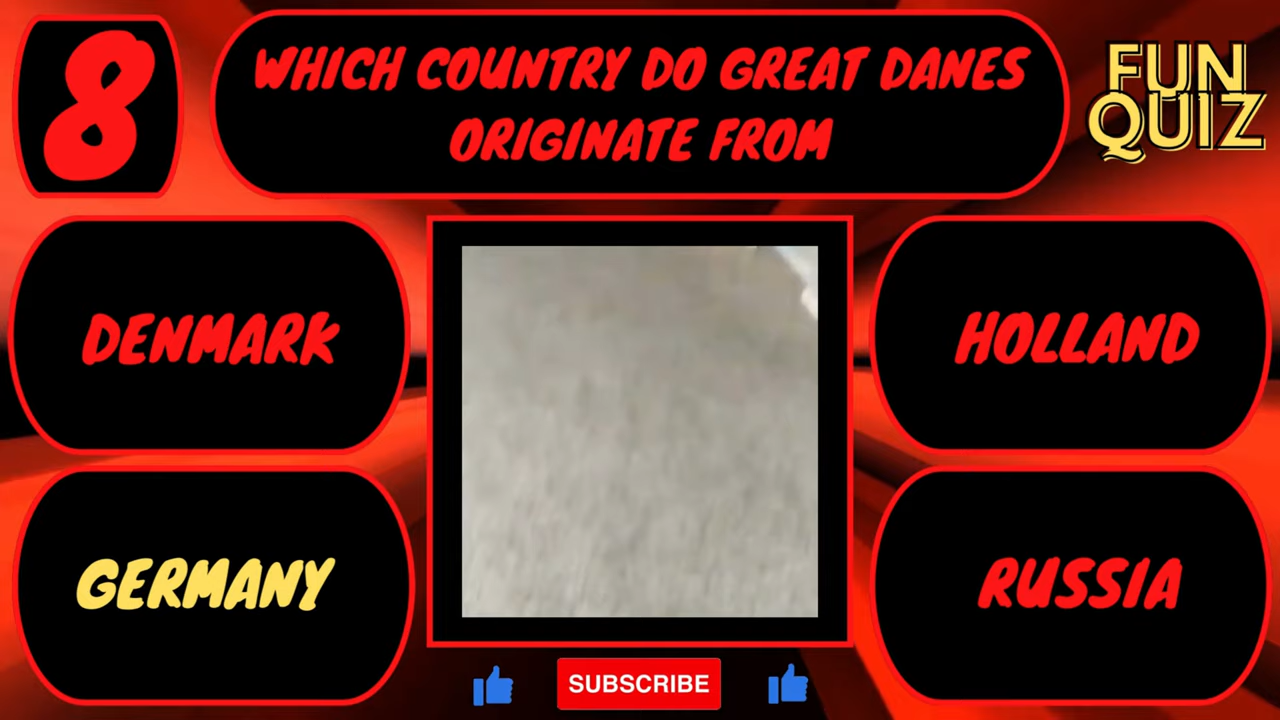 8
WHICH COUNTRY DO GREAT DANES
ORIGINATE FROM
FUN
QUIZ
DENMARK
HOLLAND
GERMANY
RUSSIA
SUBSCRIBE